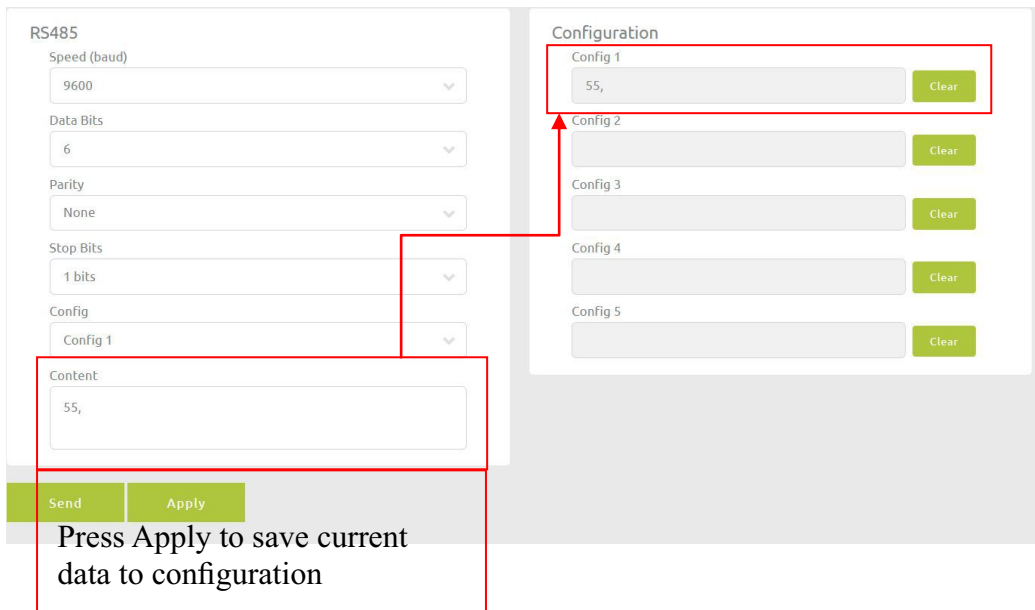 RS485
Speed (baud)
9600
Data Bits
6
Parity
None
Stop Bits
1 bits
Config
Config 1
Content
55,
Send
Apply
Press Apply to save current
data to configuration
Configuration
Config 1
55,
Clear
Config 2
Clear
Config 3
Clear
Config 4
Clear
Config 5
Clear